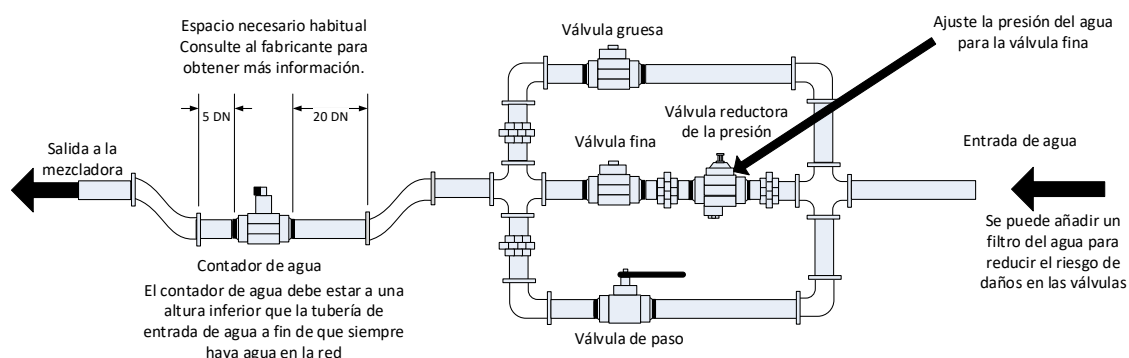 Espacio necesario habitual
Consulte al fabricante para
obtener más información.
5 DN
20 DN
Salida a la
mezcladora
Contador de agua
El contador de agua debe estar a una
altura inferior que la tubería de
entrada de agua a fin de que siempre
haya agua en la red
Válvula gruesa
Válvula fina
Válvula reductora
de la presión
Válvula de paso
Ajuste la presión del agua
para la válvula fina
Entrada de agua
Se puede añadir un
filtro del agua para
reducir el riesgo de
daños en las válvulas